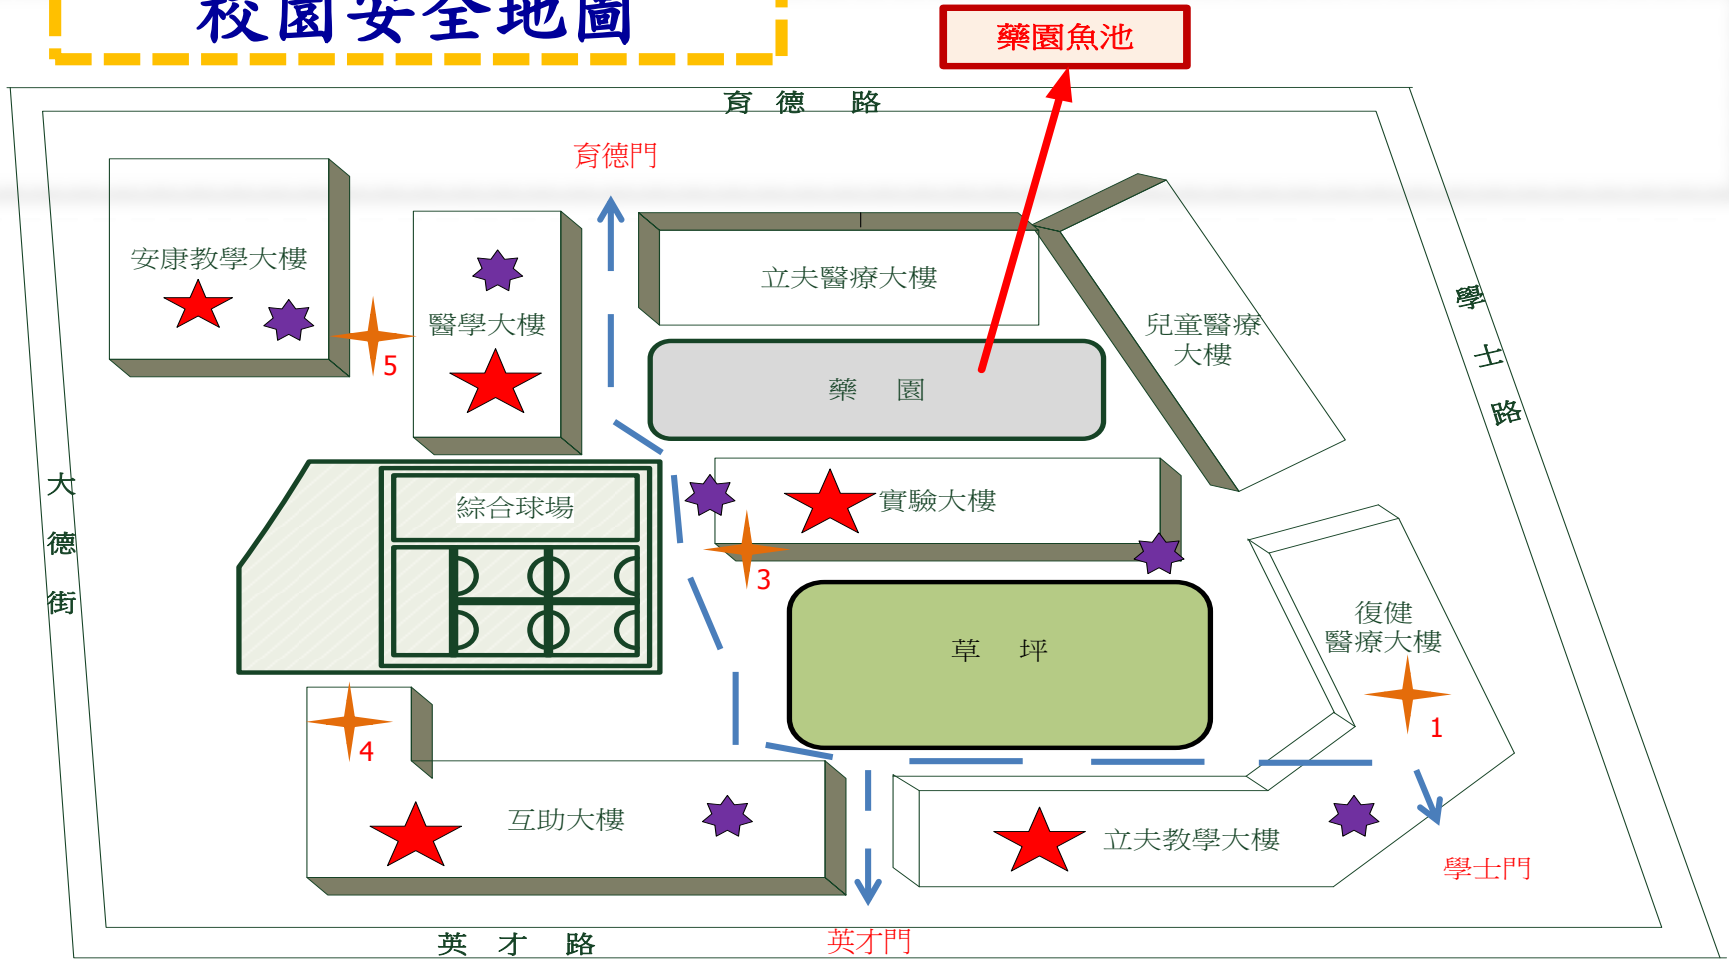 校園安全地圖
藥園魚池
育德路
育德門
安康教學大樓
醫學大樓
立夫醫療大樓
兒童醫療
大樓
學士路
5
藥園
大德街
綜合球場
實驗大樓
3
草坪
復健
醫療大樓
1
4
互助大樓
立夫教學大樓
學士門
英才路
英才門